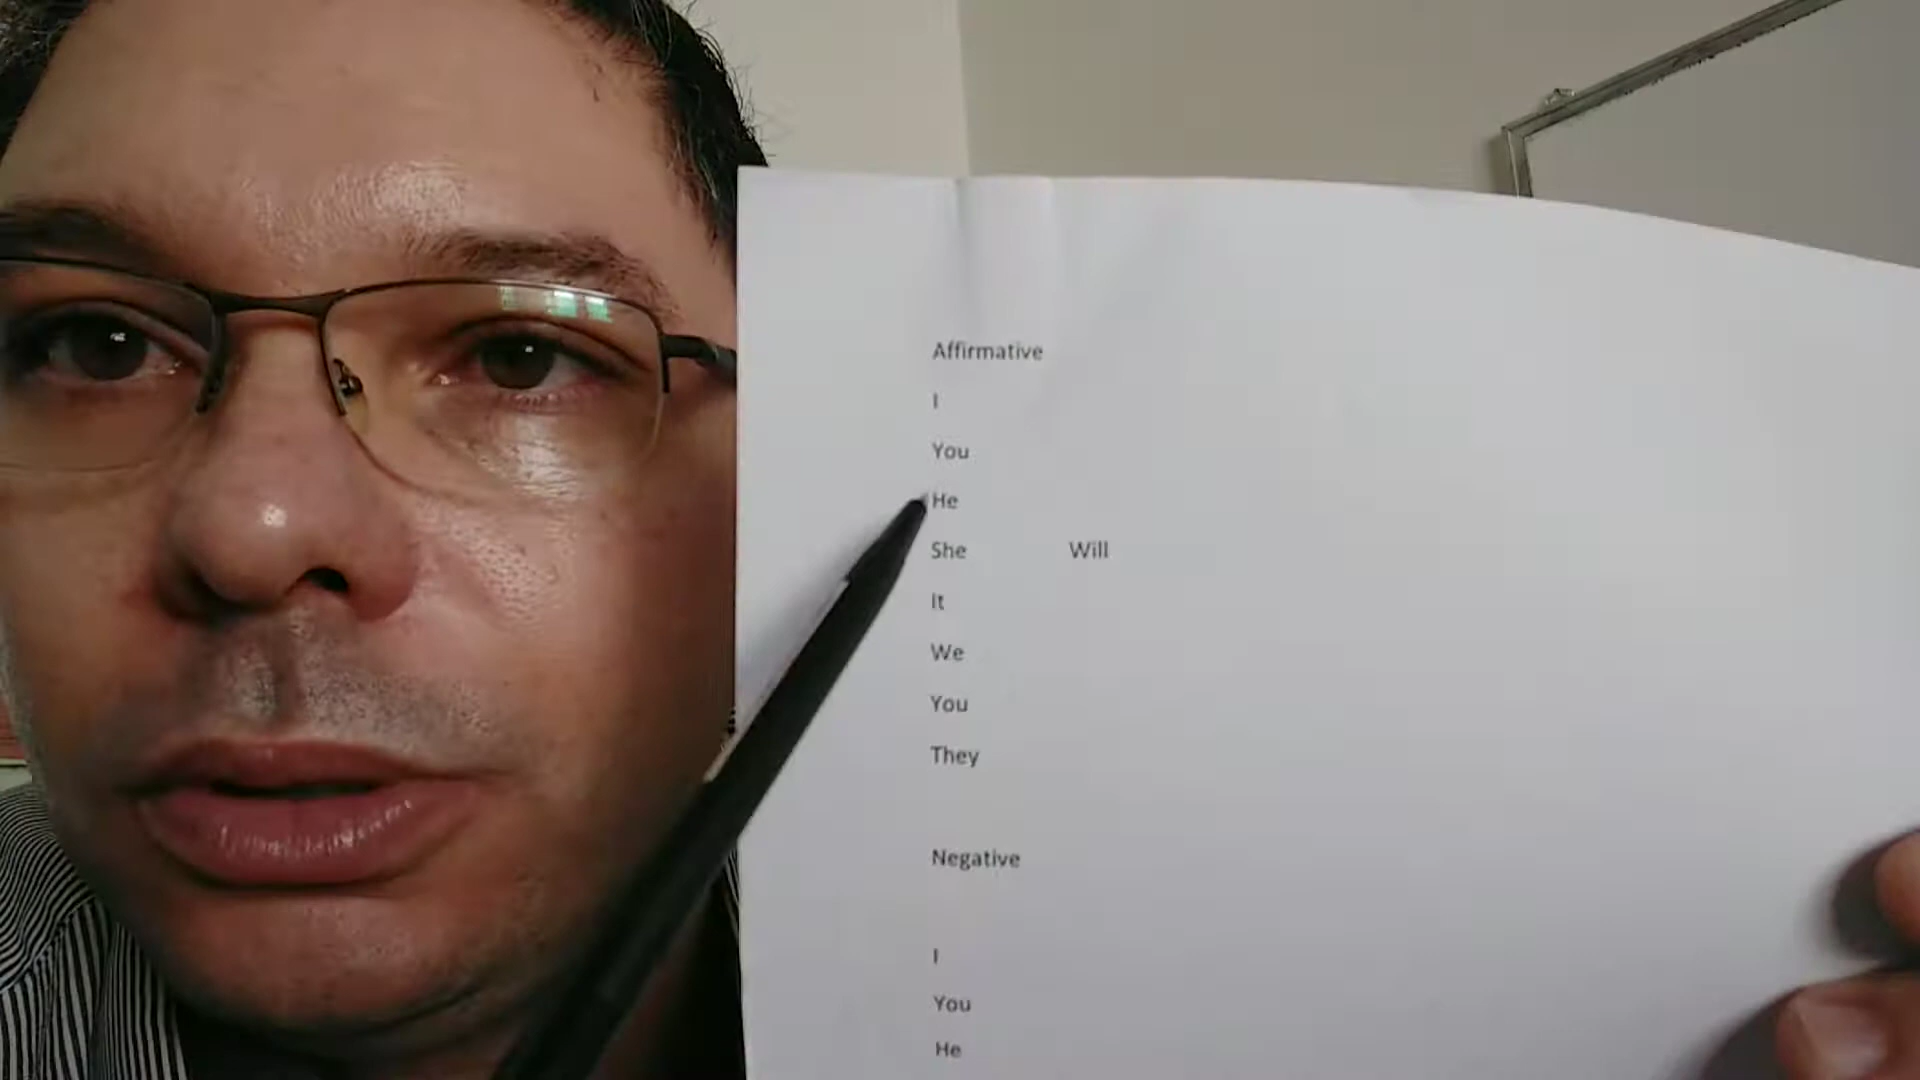 Affirmative
I
You
He
She Will
It
We
You
They
Negative
I
You
He